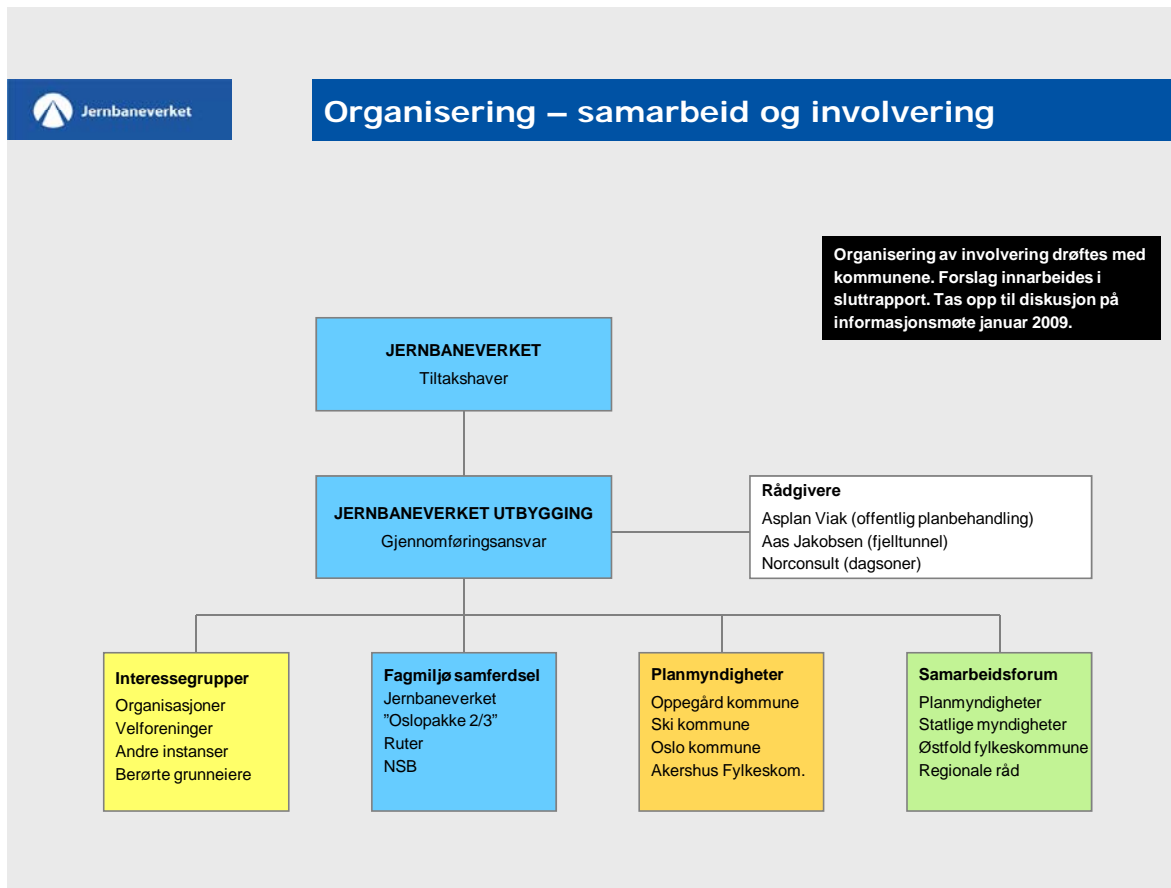 Jernbaneverket
Organisering – samarbeid og involvering
Organisering av involvering drøftes med
kommunene. Forslag innarbeides i
sluttrapport. Tas opp til diskusjon på
informasjonsmøte januar 2009.
JERNBANEVERKET
Tiltakshaver
JERNBANEVERKET UTBYGGING
Gjennomføringsansvar
Rådgivere
Asplan Viak (offentlig planbehandling)
Aas Jakobsen (fjelltunnel)
Norconsult (dagsoner)
Interessegrupper
Organisasjoner
Velforeninger
Andre instanser
Berørte grunneiere
Fagmiljø samferdsel
Jernbaneverket
”Oslopakke 2/3”
Ruter
NSB
Planmyndigheter
Oppegård kommune
Ski kommune
Oslo kommune
Akershus Fylkeskom.
Samarbeidsforum
Planmyndigheter
Statlige myndigheter
Østfold fylkeskommune
Regionale råd